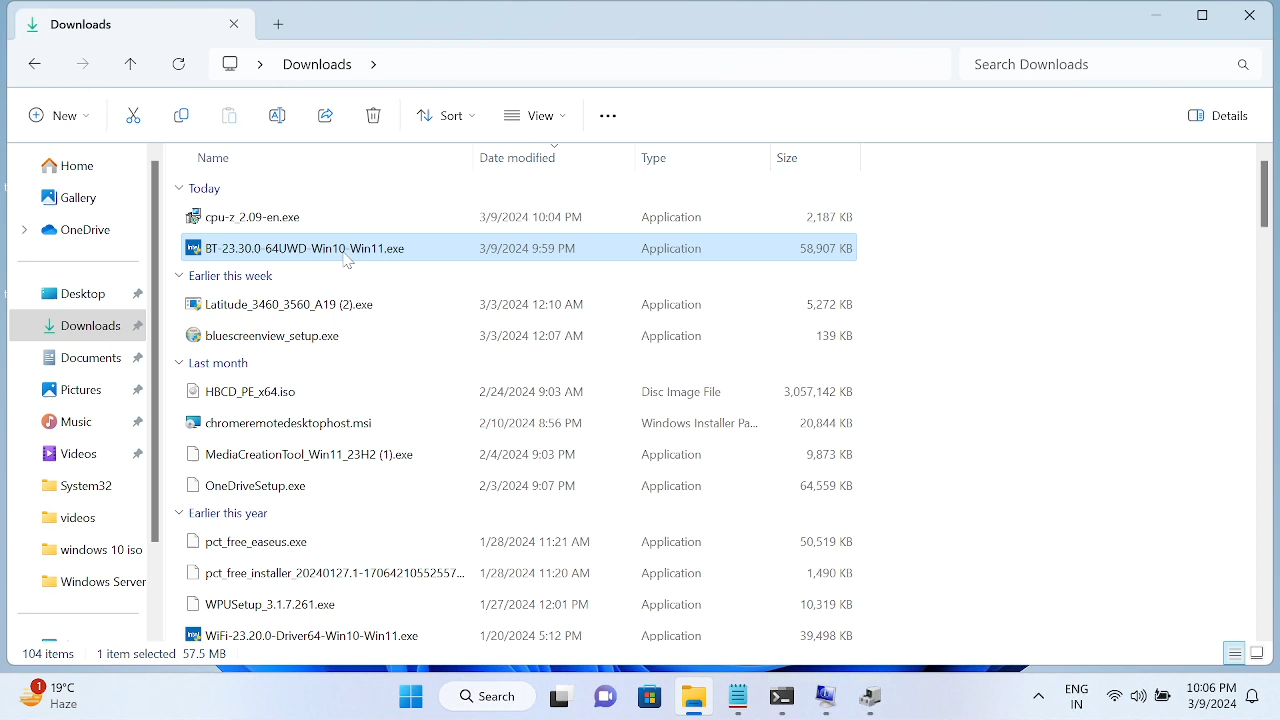 Downloads
Downloads
Search Downloads
New
Sort
View
Details
Home
Gallery
OneDrive
Desktop
Downloads
Documents
Pictures
Music
Videos
System32
videos
windows 10 iso
Windows Server
Name Date modified Type Size
Today
cpu-z_2.09-en.exe 3/9/2024 10:04 PM Application 2,187 KB
BT-23.30.0-64UWD-Win10-Win11.exe 3/9/2024 9:59 PM Application 58,907 KB
Earlier this week
Latitude_3460_3560_A19 (2).exe 3/3/2024 12:10 AM Application 5,272 KB
bluescreenview_setup.exe 3/3/2024 12:07 AM Application 139 KB
Last month
HBCD_PE_x64.iso 2/24/2024 9:03 AM Disc Image File 3,057,142 KB
chromeremotedesktophost.msi 2/10/2024 8:56 PM Windows Installer Pa... 20,844 KB
MediaCreationTool_Win11_23H2 (1).exe 2/4/2024 9:03 PM Application 9,873 KB
OneDriveSetup.exe 2/3/2024 9:07 PM Application 64,559 KB
Earlier this year
pct_free_easeus.exe 1/28/2024 11:21 AM Application 50,519 KB
pct_free_installer_20240127.1-17064210552557... 1/28/2024 11:20 AM Application 1,490 KB
WPUSetup_3.1.7.261.exe 1/27/2024 12:01 PM Application 10,319 KB
WiFi-23.20.0-Driver64-Win10-Win11.exe 1/20/2024 5:12 PM Application 39,498 KB
104 items 1 item selected 57.5 MB
1
19°C
Haze
Search
ENG
IN
10:06 PM
3/9/2024